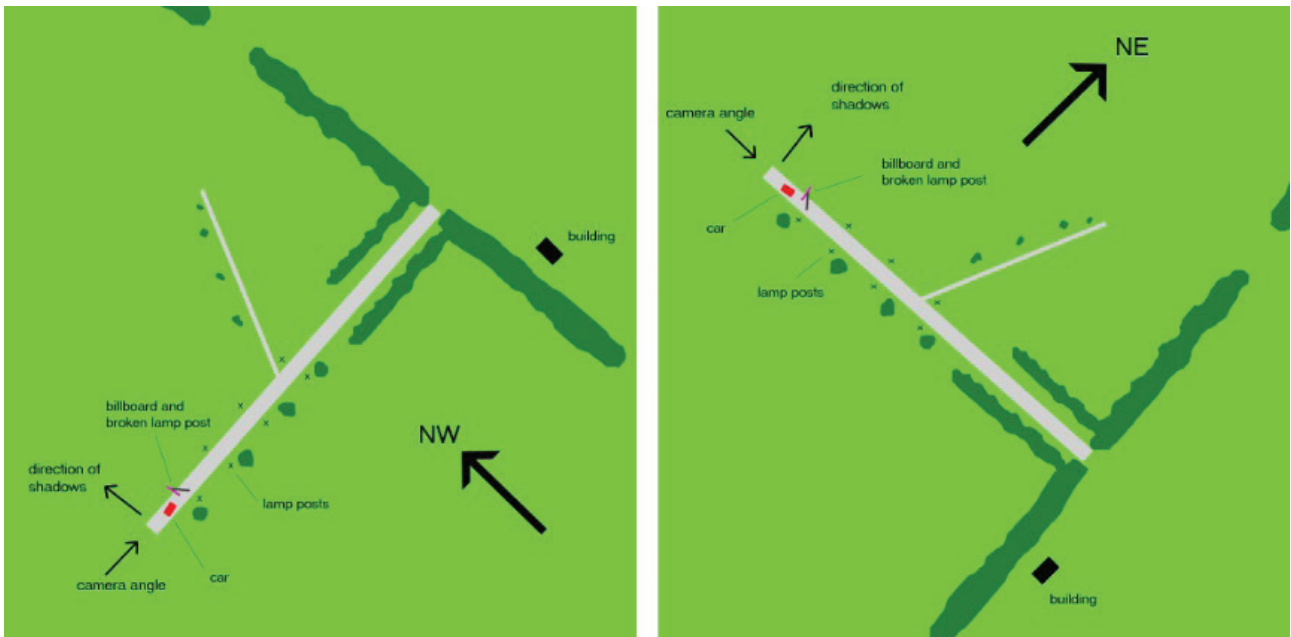 building
billboard and
broken lamp post
NW
direction of
shadows
lamp posts
car
camera angle
NE
direction of
shadows
camera angle
billboard and
broken lamp post
car
lamp posts
building